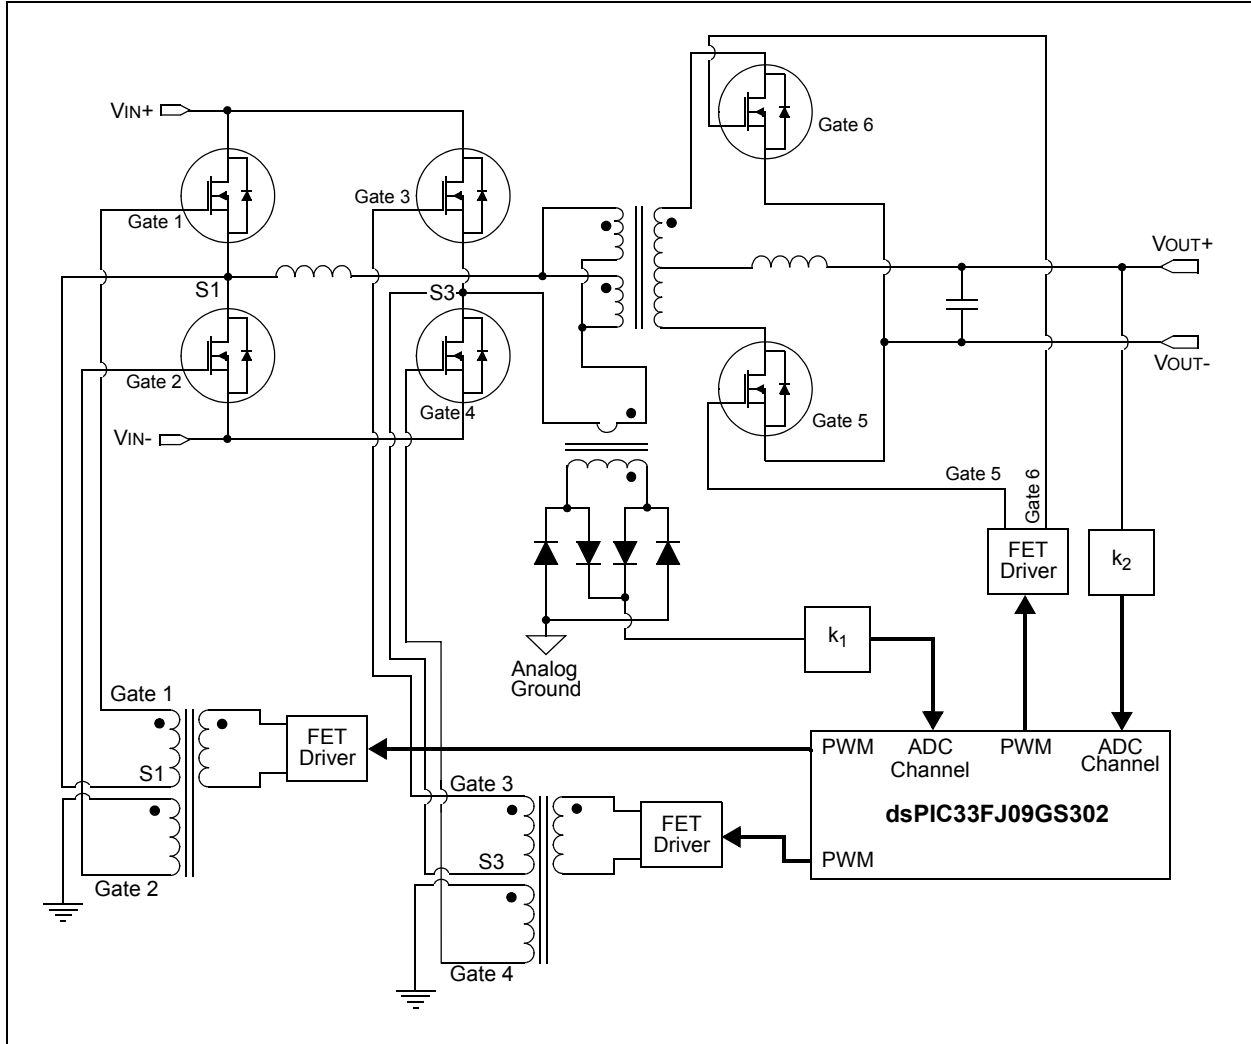 VIN+
Gate 1
Gate 3
S1
S3
Gate 2
Gate 4
VIN-
Gate 6
VOUT+
VOUT-
Gate 5
Gate 5
Gate 6
FET
Driver
k2
k1
Analog
Ground
Gate 1
S1
Gate 2
FET
Driver
Gate 3
S3
Gate 4
FET
Driver
PWM
ADC
Channel
PWM
ADC
Channel
dsPIC33FJ09GS302
PWM